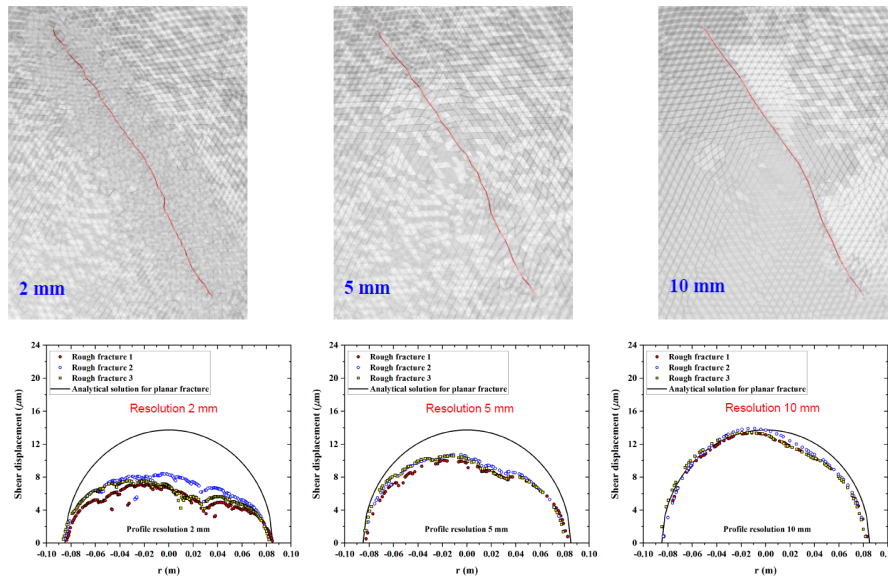 2 mm
5 mm
10 mm
24
20
16
12
8
4
0
Shear displacement (μm)
Rough fracture 1
Rough fracture 2
Rough fracture 3
Analytical solution for planar fracture
Resolution 2 mm
Profile resolution 2 mm
-0.10 -0.08 -0.06 -0.04 -0.02 0.00 0.02 0.04 0.06 0.08 0.10
r (m)
24
20
16
12
8
4
0
Shear displacement (μm)
Rough fracture 1
Rough fracture 2
Rough fracture 3
Analytical solution for planar fracture
Resolution 5 mm
Profile resolution 5 mm
-0.10 -0.08 -0.06 -0.04 -0.02 0.00 0.02 0.04 0.06 0.08 0.10
r (m)
24
20
16
12
8
4
0
Shear displacement (μm)
Rough fracture 1
Rough fracture 2
Rough fracture 3
Analytical solution for planar fracture
Resolution 10 mm
Profile resolution 10 mm
-0.10 -0.08 -0.06 -0.04 -0.02 0.00 0.02 0.04 0.06 0.08 0.10
r (m)